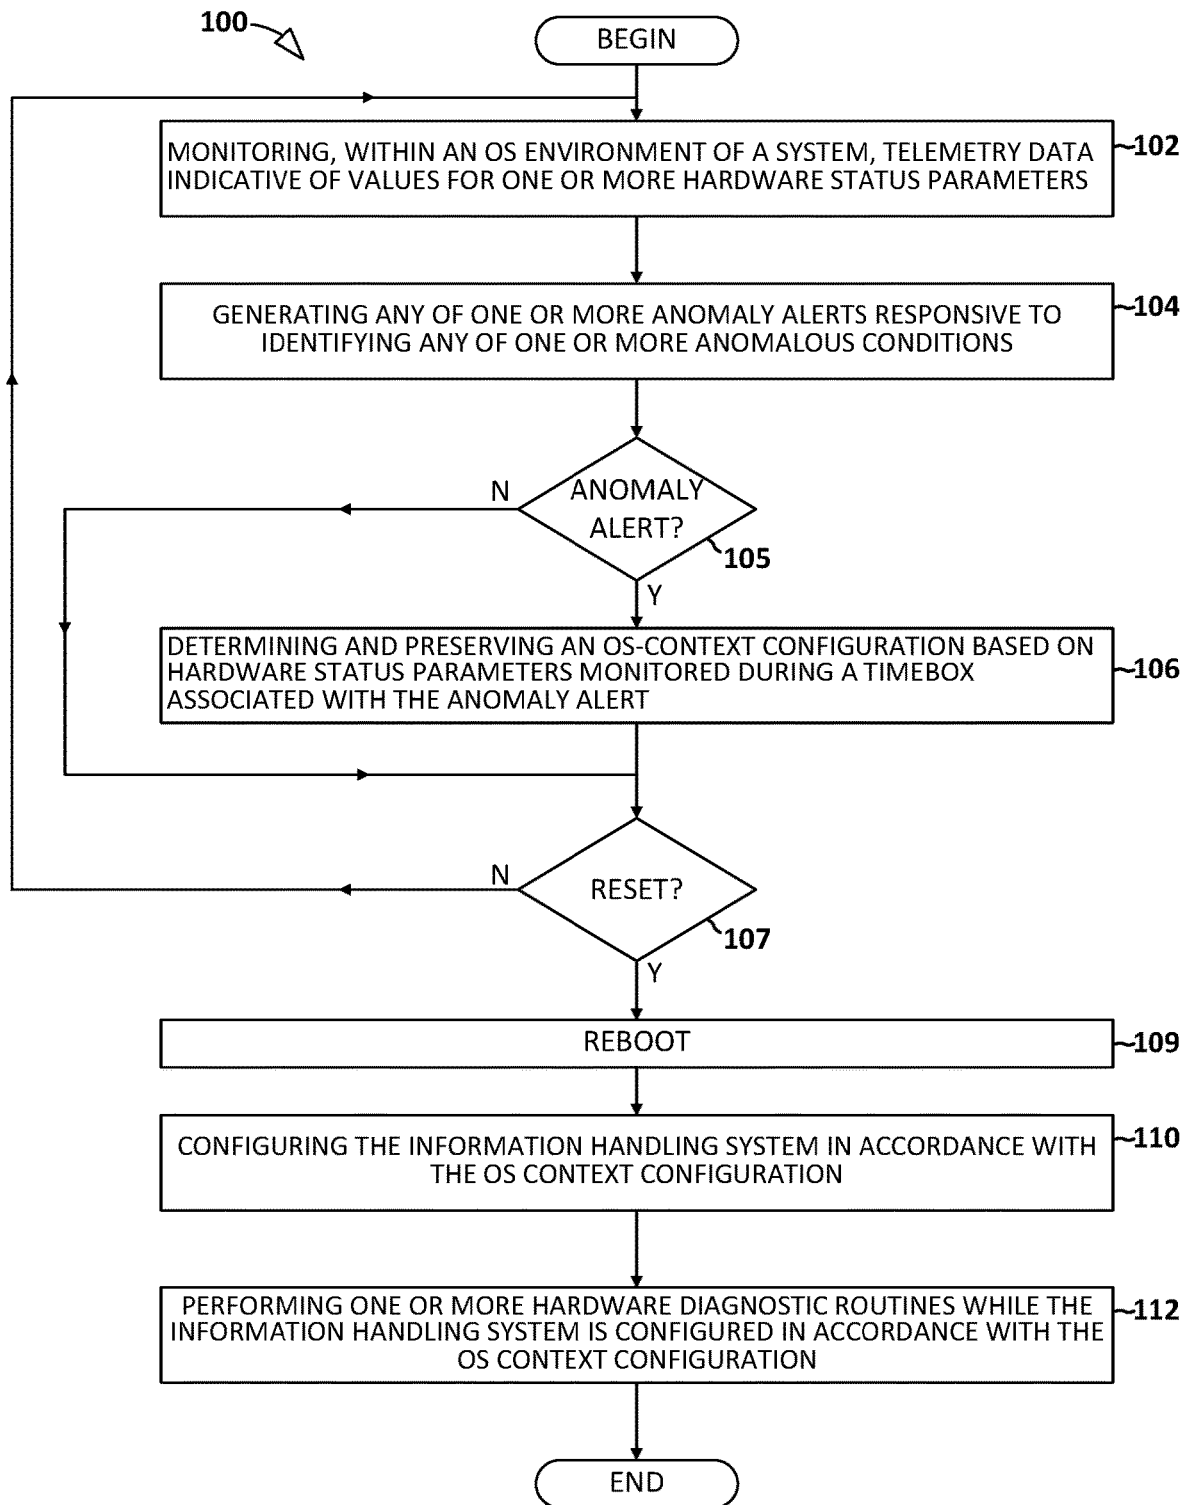 100
BEGIN
MONITORING, WITHIN AN OS ENVIRONMENT OF A SYSTEM, TELEMETRY DATA
INDICATIVE OF VALUES FOR ONE OR MORE HARDWARE STATUS PARAMETERS
102
GENERATING ANY OF ONE OR MORE ANOMALY ALERTS RESPONSIVE TO
IDENTIFYING ANY OF ONE OR MORE ANOMALOUS CONDITIONS
104
N
ANOMALY
ALERT?
105
Y
DETERMINING AND PRESERVING AN OS-CONTEXT CONFIGURATION BASED ON
HARDWARE STATUS PARAMETERS MONITORED DURING A TIMEBOX
ASSOCIATED WITH THE ANOMALY ALERT
106
N
RESET?
107
Y
REBOOT
109
CONFIGURING THE INFORMATION HANDLING SYSTEM IN ACCORDANCE WITH
THE OS CONTEXT CONFIGURATION
110
PERFORMING ONE OR MORE HARDWARE DIAGNOSTIC ROUTINES WHILE THE
INFORMATION HANDLING SYSTEM IS CONFIGURED IN ACCORDANCE WITH THE
OS CONTEXT CONFIGURATION
112
END